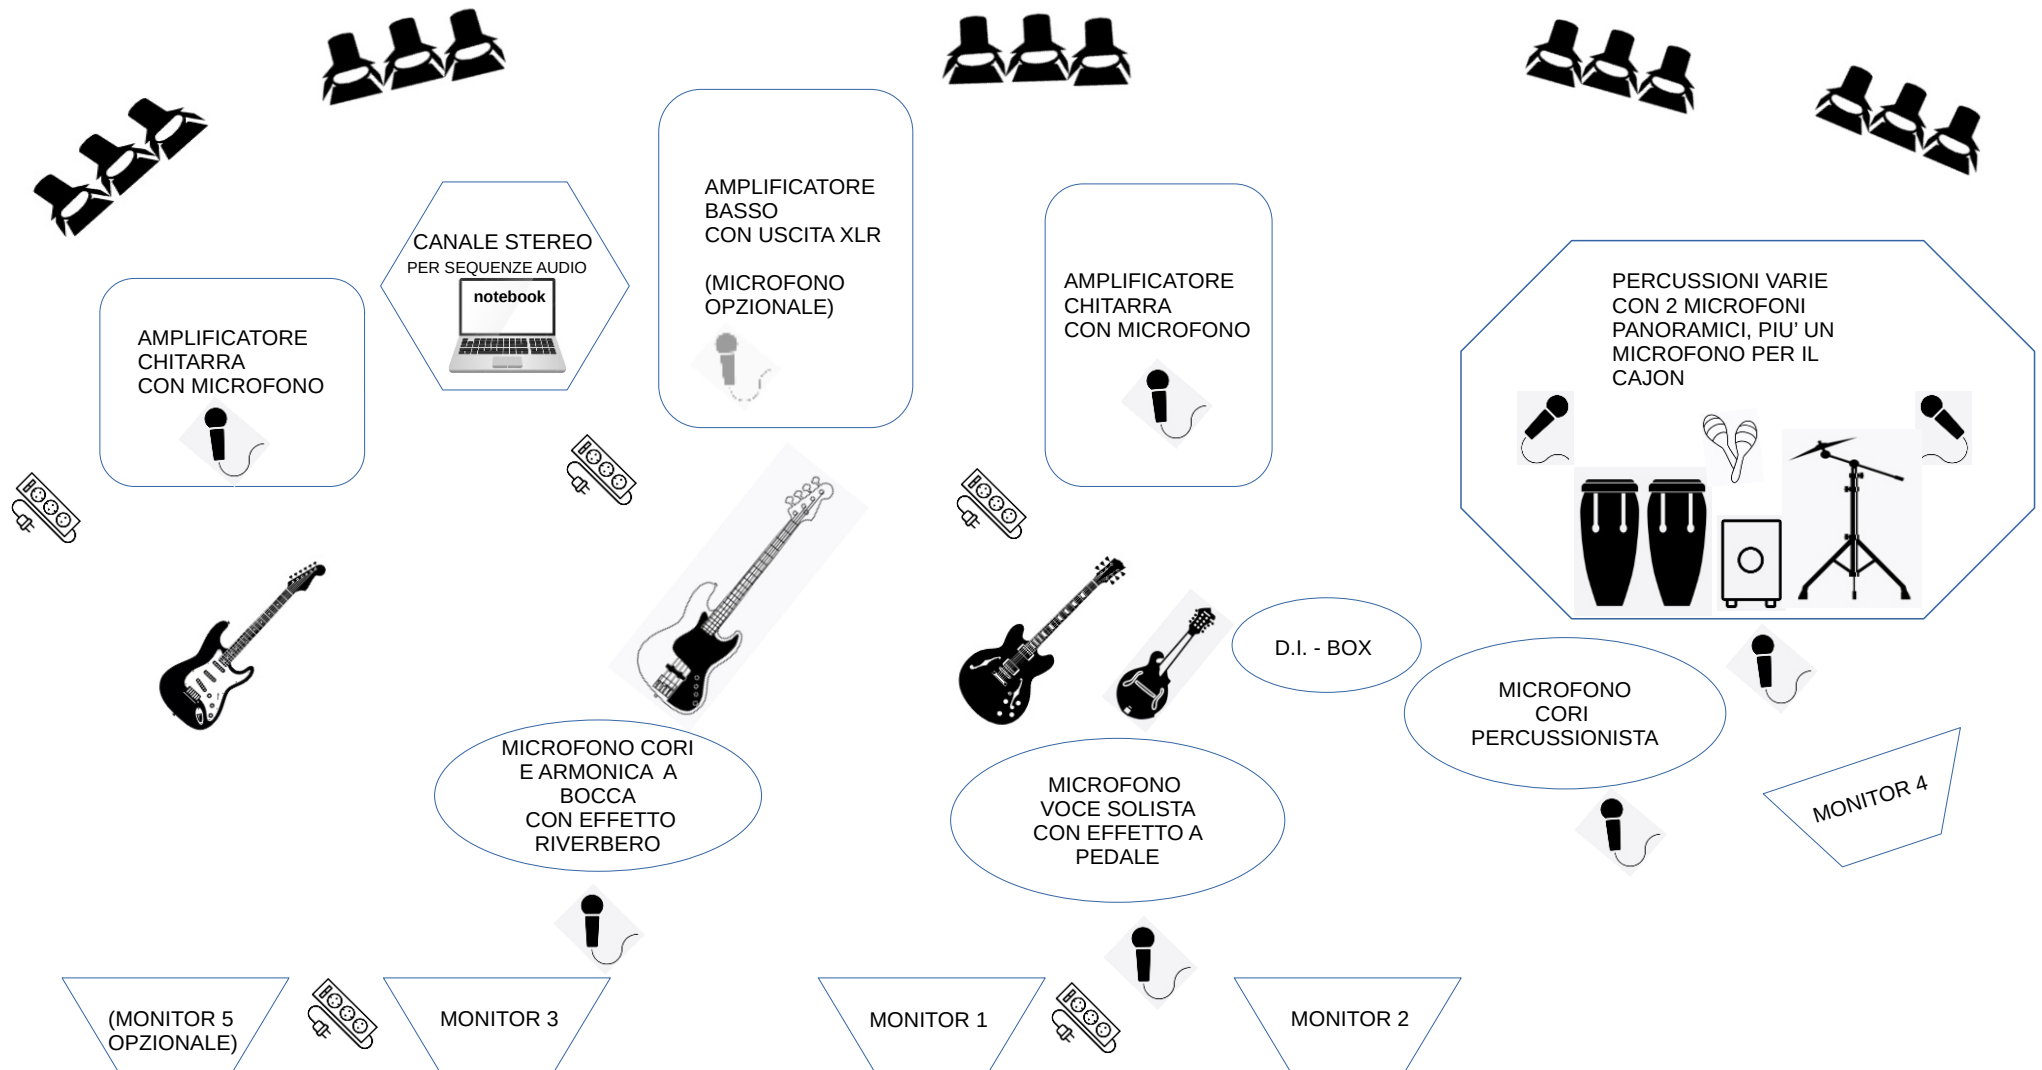 AMPLIFICATORE
BASSO
CON USCITA XLR
(MICROFONO
OPZIONALE)
CANALE STEREO
PER SEQUENZE AUDIO
notebook
AMPLIFICATORE
CHITARRA
CON MICROFONO
AMPLIFICATORE
CHITARRA
CON MICROFONO
PERCUSSIONI VARIE
CON 2 MICROFONI
PANORAMICI, PIU' UN
MICROFONO PER IL
CAJON
D.I. - BOX
MICROFONO
CORI
PERCUSSIONISTA
MICROFONO CORI
E ARMONICA A
BOCCA
CON EFFETTO
RIVERBERO
MICROFONO
VOCE SOLISTA
CON EFFETTO A
PEDALE
MONITOR 4
(MONITOR 5
OPZIONALE)
MONITOR 3
MONITOR 1
MONITOR 2